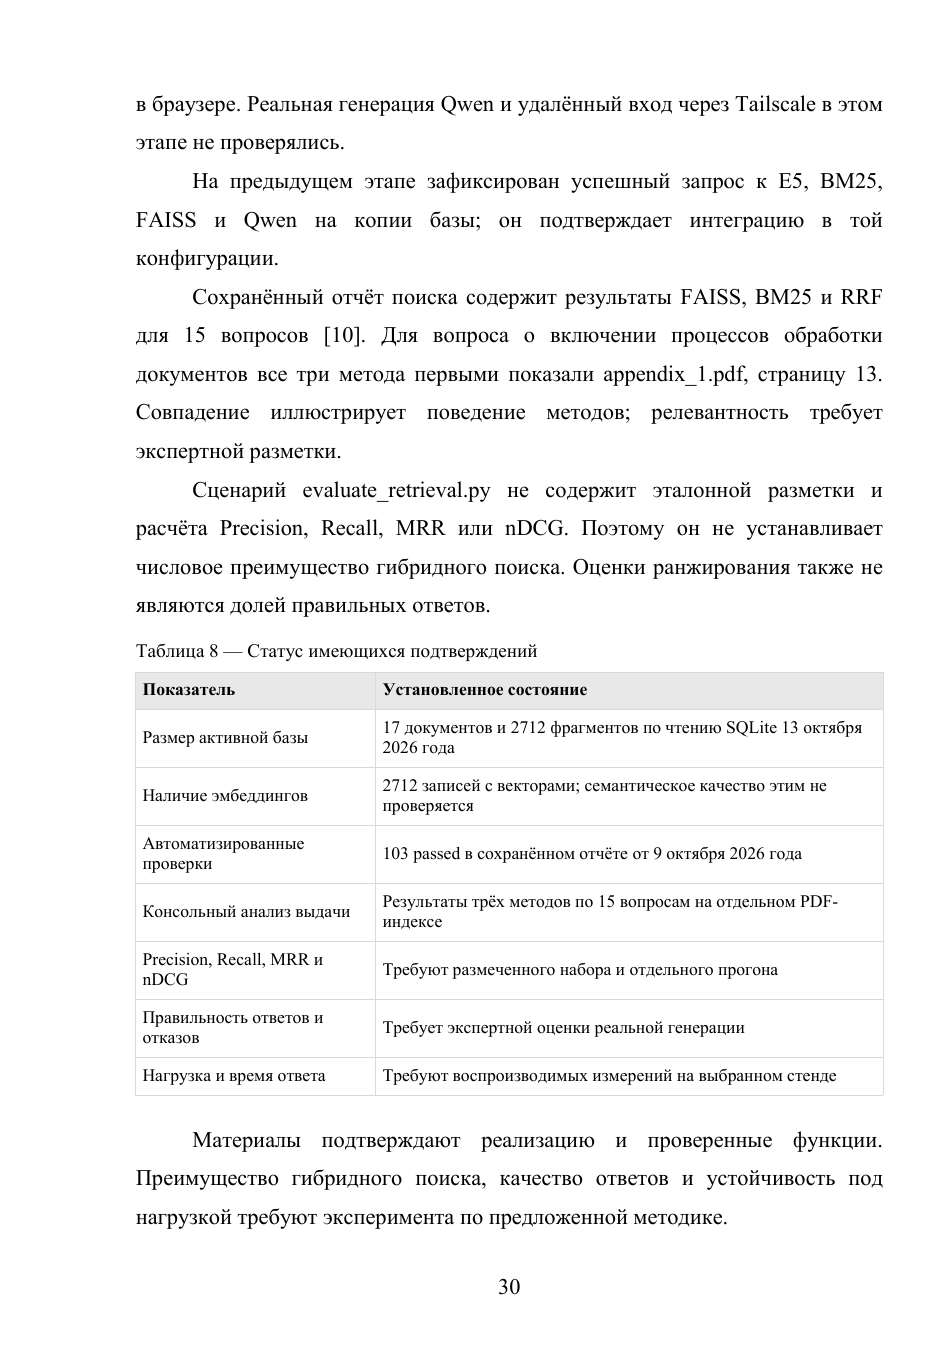 в браузере. Реальная генерация Qwen и удалённый вход через Tailscale в этом
этапе не проверялись.
На предыдущем этапе зафиксирован успешный запрос к E5, BM25,
FAISS и Qwen на копии базы; он подтверждает интеграцию в той
конфигурации.
Сохранённый отчёт поиска содержит результаты FAISS, BM25 и RRF
для 15 вопросов [10]. Для вопроса о включении процессов обработки
документов все три метода первыми показали appendix_1.pdf, страницу 13.
Совпадение иллюстрирует поведение методов; релевантность требует
экспертной разметки.
Сценарий evaluate_retrieval.py не содержит эталонной разметки и
расчёта Precision, Recall, MRR или nDCG. Поэтому он не устанавливает
числовое преимущество гибридного поиска. Оценки ранжирования также не
являются долей правильных ответов.
Таблица 8 — Статус имеющихся подтверждений
Показатель
Установленное состояние
Размер активной базы
17 документов и 2712 фрагментов по чтению SQLite 13 октября
2026 года
Наличие эмбеддингов
2712 записей с векторами; семантическое качество этим не
проверяется
Автоматизированные
проверки
103 passed в сохранённом отчёте от 9 октября 2026 года
Консольный анализ выдачи
Результаты трёх методов по 15 вопросам на отдельном PDF-
индексе
Precision, Recall, MRR и
nDCG
Требуют размеченного набора и отдельного прогона
Правильность ответов и
отказов
Требует экспертной оценки реальной генерации
Нагрузка и время ответа
Требуют воспроизводимых измерений на выбранном стенде
Материалы подтверждают реализацию и проверенные функции.
Преимущество гибридного поиска, качество ответов и устойчивость под
нагрузкой требуют эксперимента по предложенной методике.
30